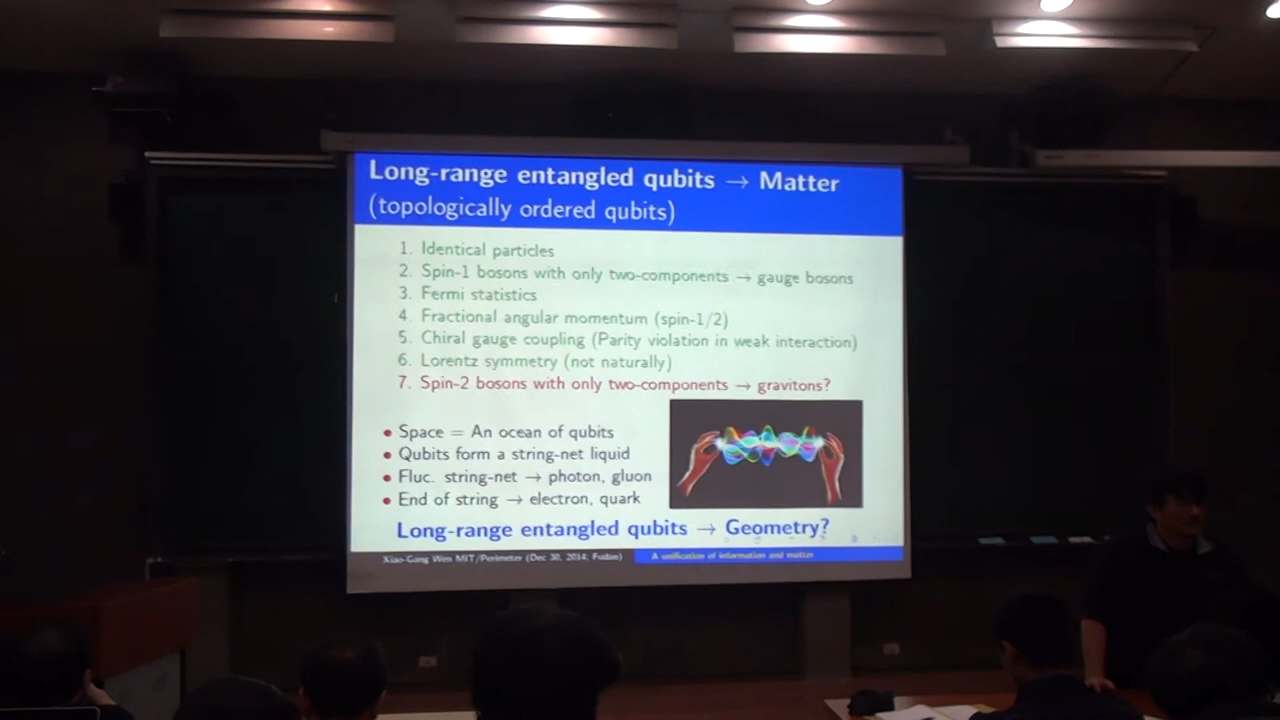 Long-range entangled qubits → Matter
(topologically ordered qubits)
1. Identical particles
2. Spin-1 bosons with only two-components → gauge bosons
3. Fermi statistics
4. Fractional angular momentum (spin-1/2)
5. Chiral gauge coupling (Parity violation in weak interaction)
6. Lorentz symmetry (not naturally)
7. Spin-2 bosons with only two-components → gravitons?
• Space = An ocean of qubits
• Qubits form a string-net liquid
• Fluc. string-net → photon, gluon
• End of string → electron, quark
Long-range entangled qubits → Geometry?
Xiao-Gang Wen MIT/Perimeter (Dec 30, 2014, Fudan)
A unification of information and matter